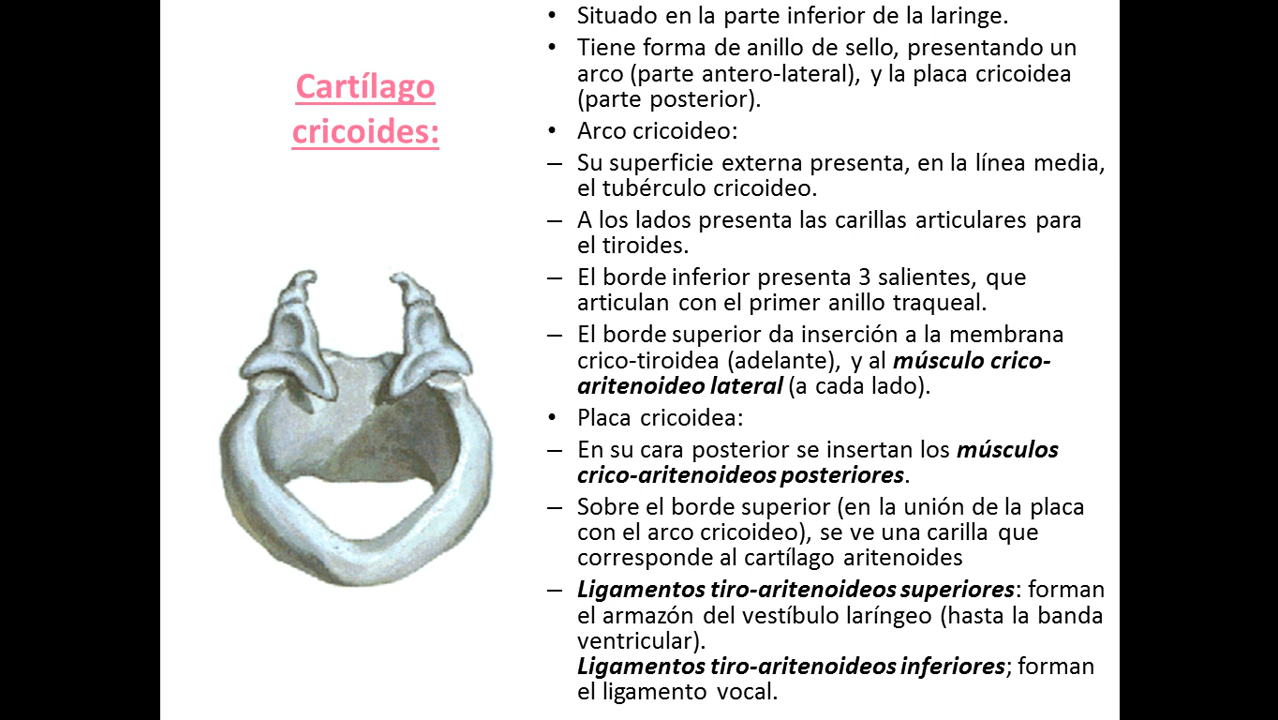 Cartílago
cricoides:
• Situado en la parte inferior de la laringe.
• Tiene forma de anillo de sello, presentando un
arco (parte antero-lateral), y la placa cricoidea
(parte posterior).
• Arco cricoideo:
– Su superficie externa presenta, en la línea media,
el tubérculo cricoideo.
– A los lados presenta las carillas articulares para
el tiroides.
– El borde inferior presenta 3 salientes, que
articulan con el primer anillo traqueal.
– El borde superior da inserción a la membrana
crico-tiroidea (adelante), y al músculo crico-
aritenoideo lateral (a cada lado).
• Placa cricoidea:
– En su cara posterior se insertan los músculos
crico-aritenoideos posteriores.
– Sobre el borde superior (en la unión de la placa
con el arco cricoideo), se ve una carilla que
corresponde al cartílago aritenoides
– Ligamentos tiro-aritenoideos superiores: forman
el armazón del vestíbulo laríngeo (hasta la banda
ventricular).
Ligamentos tiro-aritenoideos inferiores; forman
el ligamento vocal.